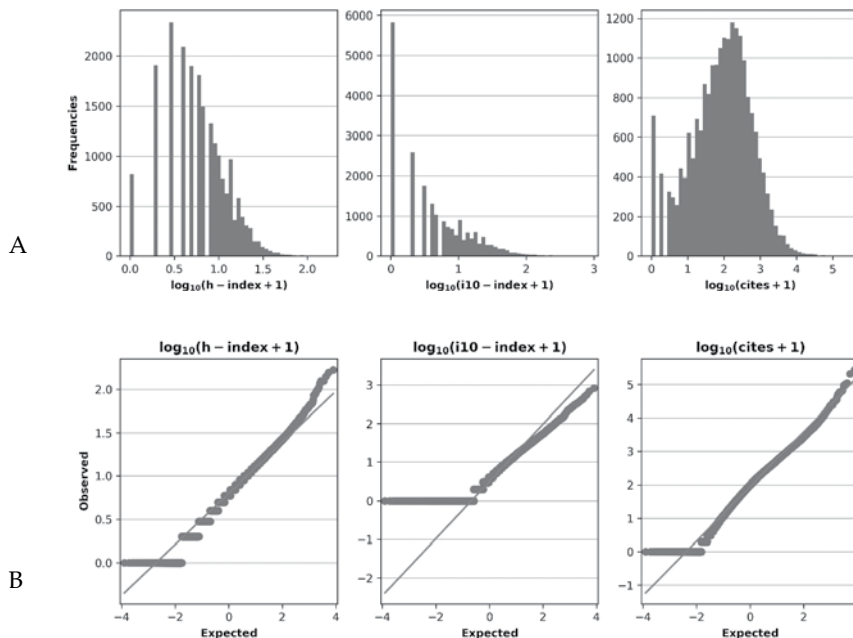 A
Frequencies
2000
1500
1000
500
0
0.0 0.5 1.0 1.5 2.0
log10(h − index + 1)
6000
5000
4000
3000
2000
1000
0
0 1 2 3
log10(i10 − index + 1)
1200
1000
800
600
400
200
0
0 1 2 3 4 5
log10(cites + 1)
B
log10(h − index + 1)
Observed
2.0
1.5
1.0
0.5
0.0
−4 −2 0 2 4
Expected
log10(i10 − index + 1)
3
2
1
0
−1
−2
−4 −2 0 2 4
Expected
log10(cites + 1)
5
4
3
2
1
0
−1
−4 −2 0 2 4
Expected